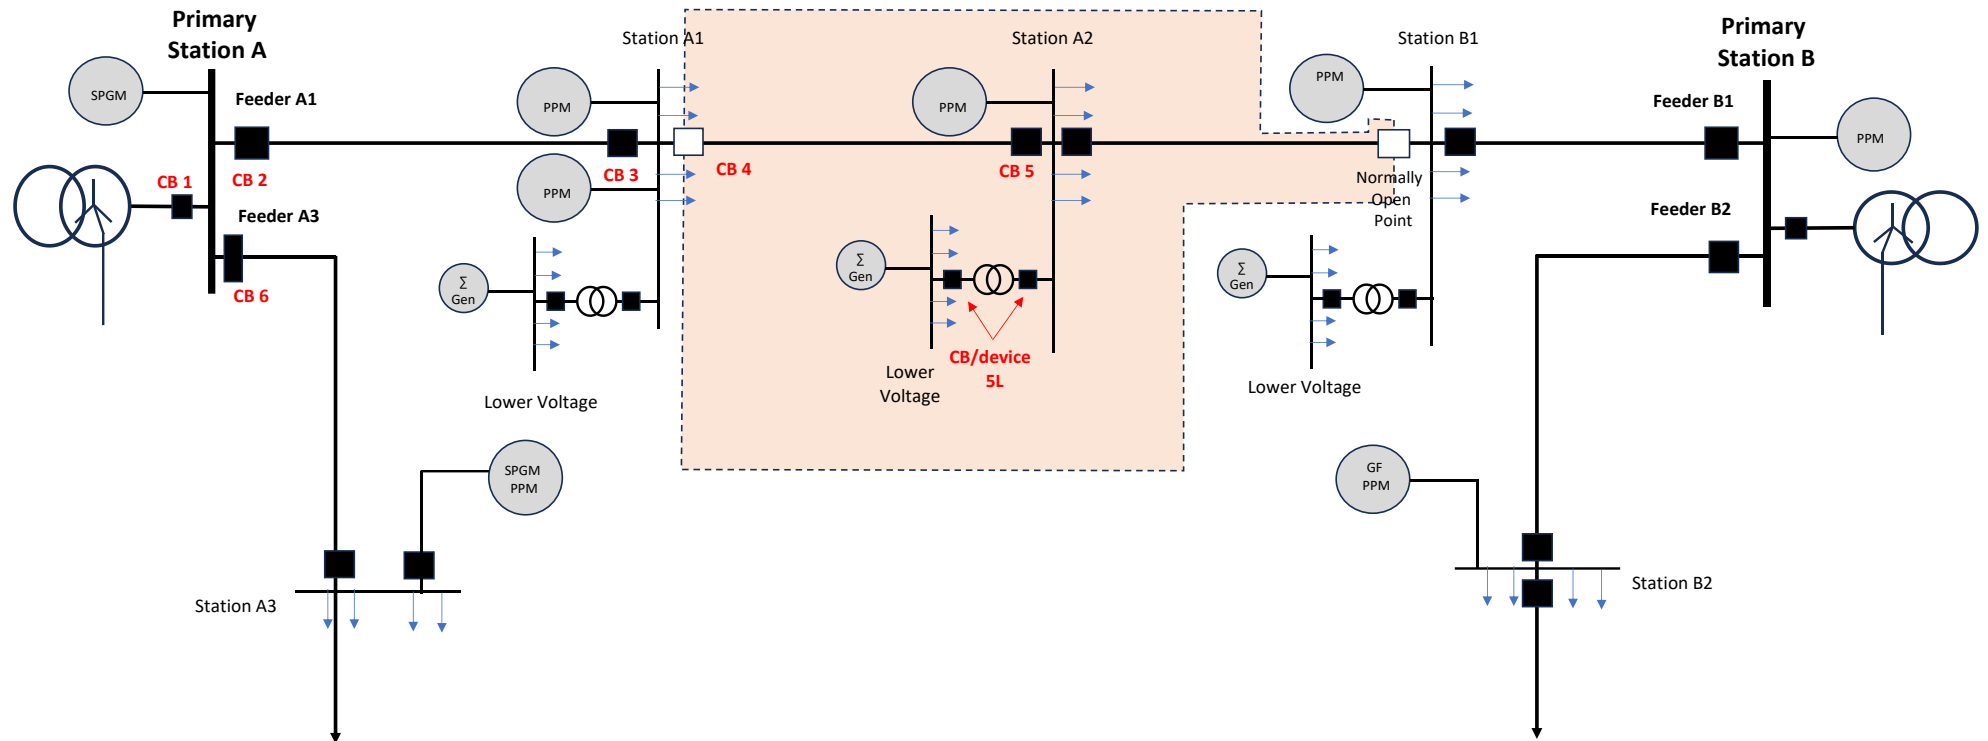 Primary
Station A
SPGM
Feeder A1
CB 1
CB 2
Feeder A3
CB 6
Station A1
PPM
CB 3
PPM
CB 4
∑
Gen
Lower Voltage
Station A2
PPM
CB 5
∑
Gen
CB/device
5L
Lower
Voltage
Station B1
PPM
Normally
Open
Point
∑
Gen
Lower Voltage
Primary
Station B
Feeder B1
PPM
Feeder B2
SPGM
PPM
Station A3
GF
PPM
Station B2